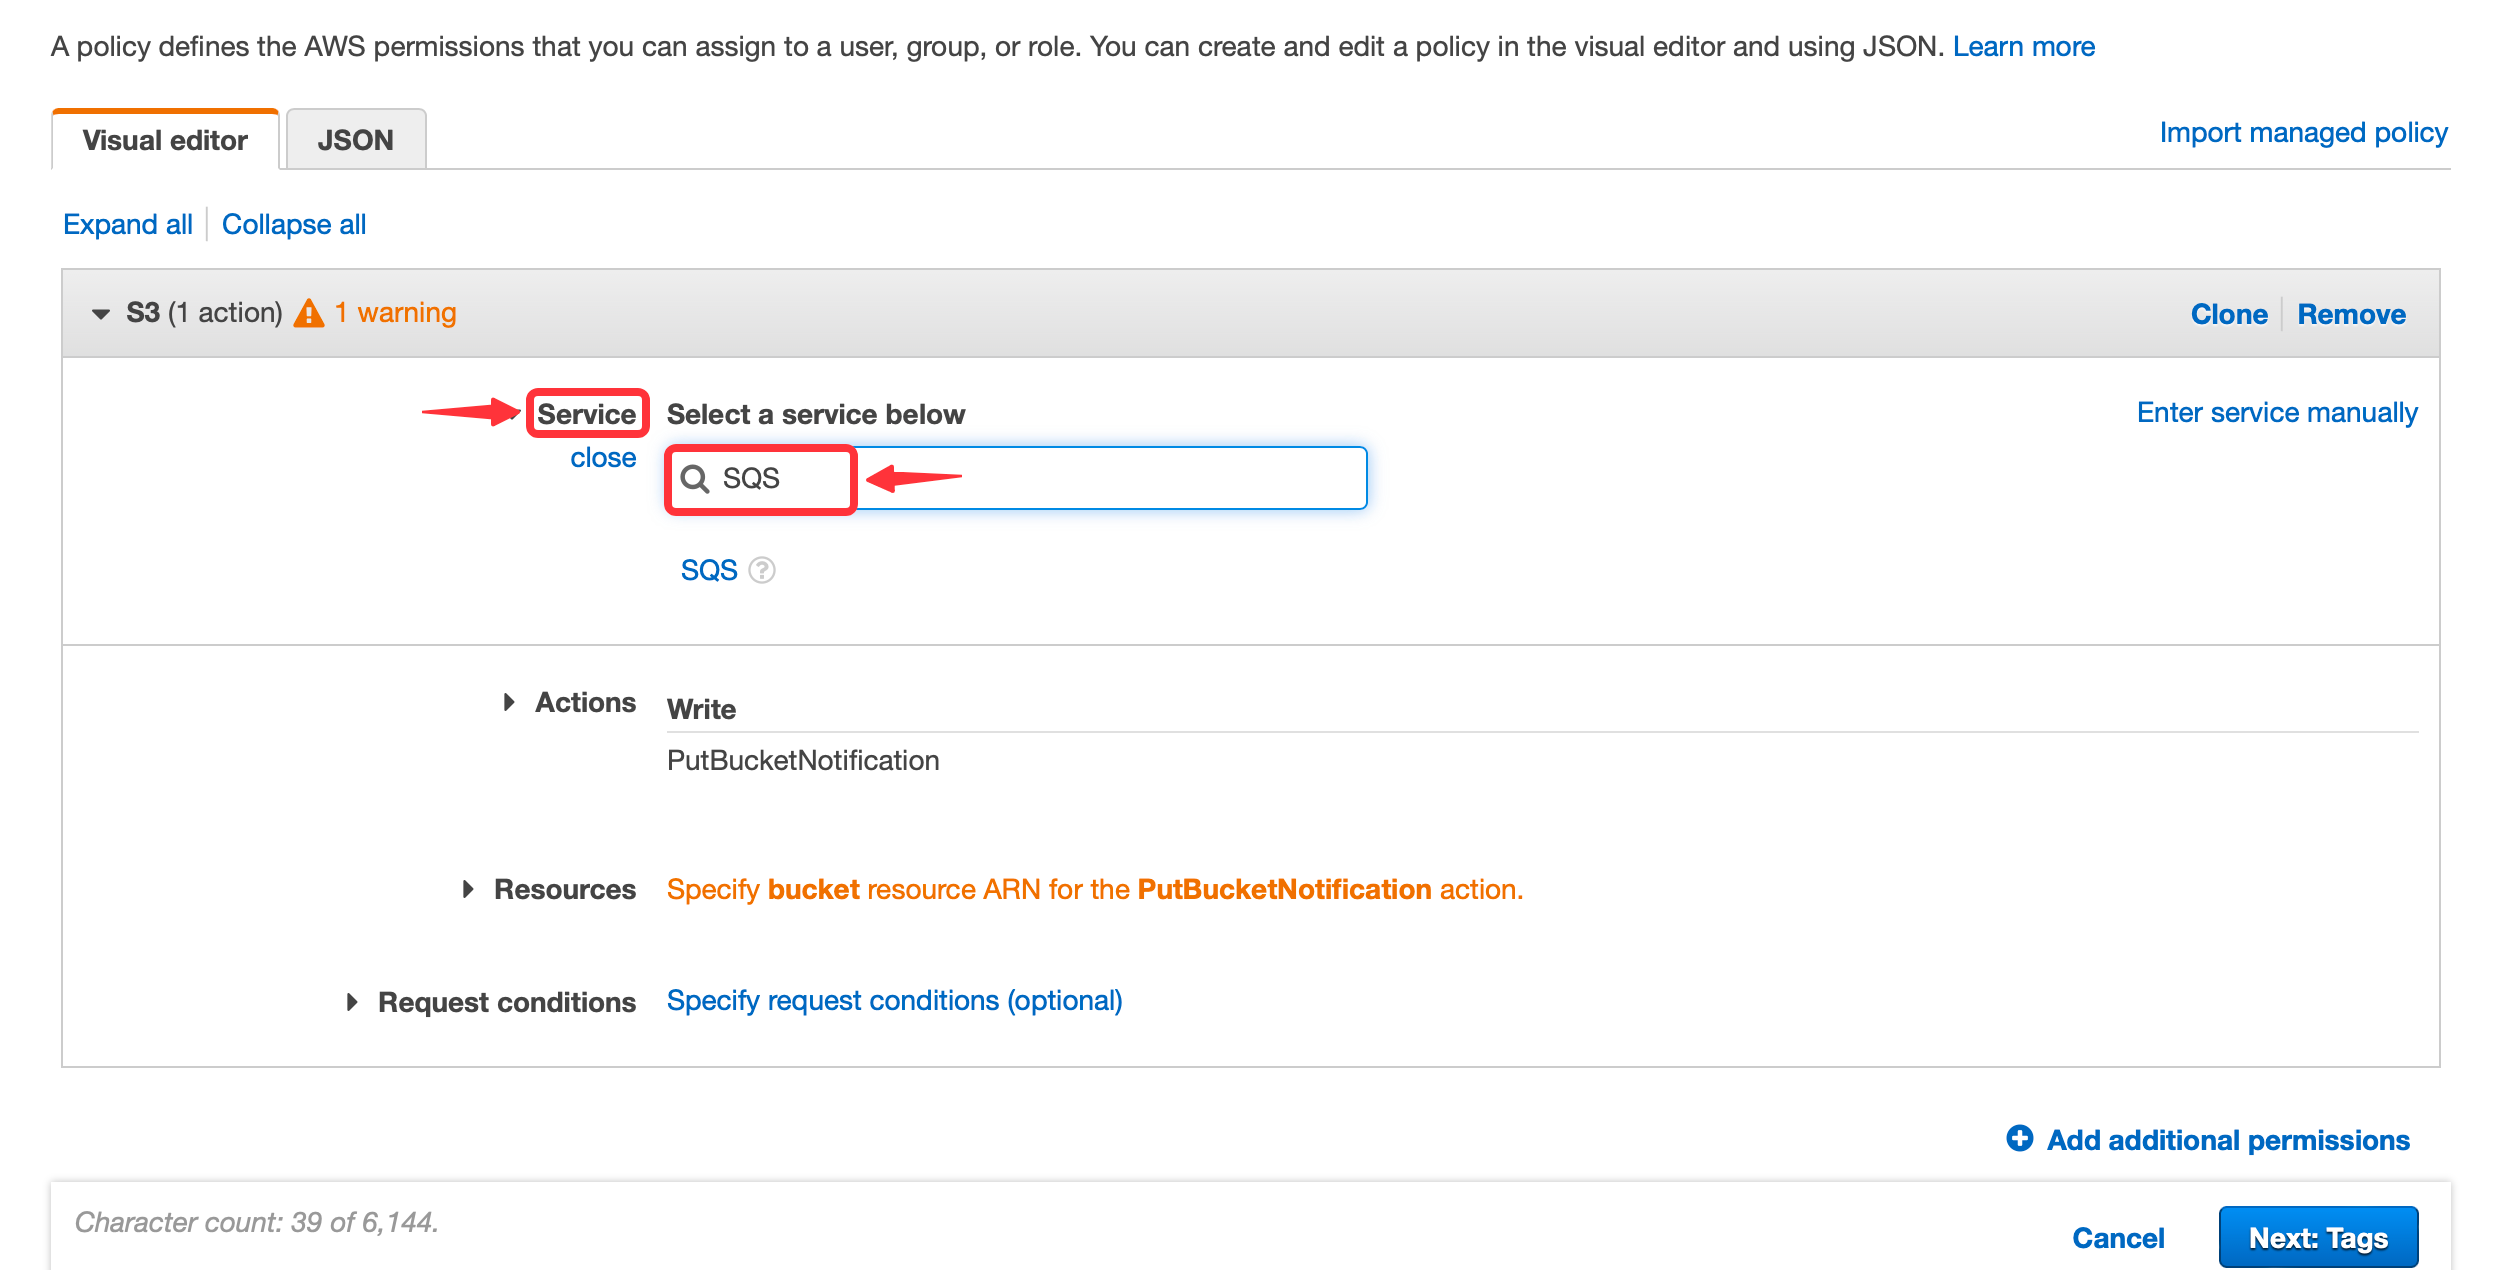 A policy defines the AWS permissions that you can assign to a user, group, or role. You can create and edit a policy in the visual editor and using JSON. Learn more
Visual editor
JSON
Import managed policy
Expand all
Collapse all
S3 (1 action) 1 warning
Clone
Remove
Service
Select a service below
Enter service manually
close
SQS
SQS
Actions
Write
PutBucketNotification
Resources
Specify bucket resource ARN for the PutBucketNotification action.
Request conditions
Specify request conditions (optional)
Add additional permissions
Character count: 39 of 6,144.
Cancel
Next: Tags